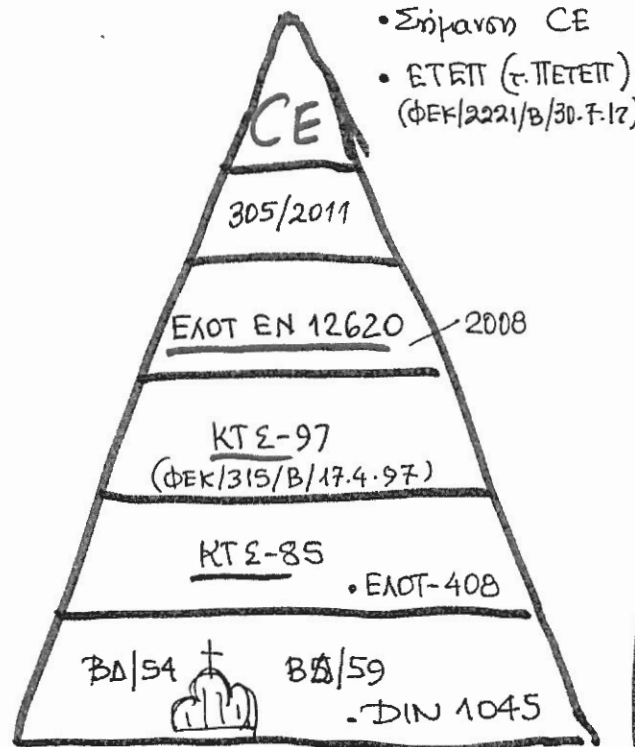 • Σήμανση CE
• ΕΤΕΠ (τ. ΠΕΤΕΠ)
(ΦΕΚ/2221/Β/30.7.12)
CE
305/2011
ΕΛΟΤ EN 12620
2008
ΚΤΣ-97
(ΦΕΚ/315/Β/17.4.97)
ΚΤΣ-85
• ΕΛΟΤ-408
ΒΔ/54 ΒΔ/59
• DIN 1045